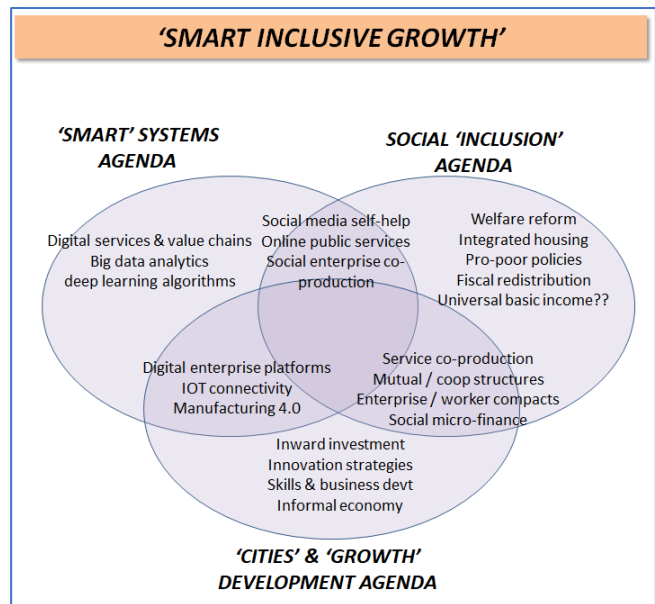 ‘SMART INCLUSIVE GROWTH’
‘SMART’ SYSTEMS
AGENDA
SOCIAL ‘INCLUSION’
AGENDA
Digital services & value chains
Big data analytics
deep learning algorithms
Social media self-help
Online public services
Social enterprise co-
production
Welfare reform
Integrated housing
Pro-poor policies
Fiscal redistribution
Universal basic income??
Digital enterprise platforms
IOT connectivity
Manufacturing 4.0
Service co-production
Mutual / coop structures
Enterprise / worker compacts
Social micro-finance
Inward investment
Innovation strategies
Skills & business devt
Informal economy
‘CITIES’ & ‘GROWTH’
DEVELOPMENT AGENDA